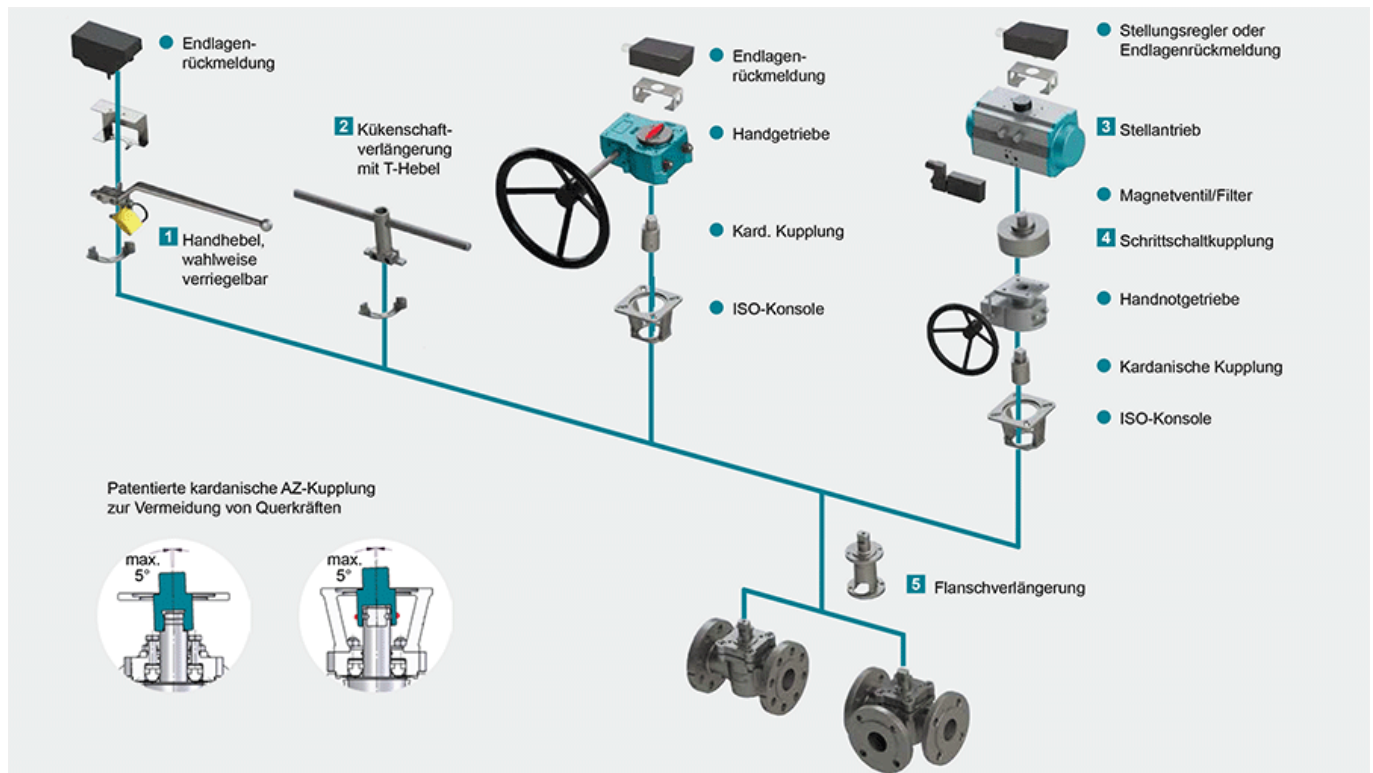 Endlagen-
rückmeldung
1 Handhebel,
wahlweise
verriegelbar
2 Kükenschaft-
verlängerung
mit T-Hebel
Endlagen-
rückmeldung
Handgetriebe
Kard. Kupplung
ISO-Konsole
Stellungsregler oder
Endlagenrückmeldung
3 Stellantrieb
Magnetventil/Filter
4 Schrittschaltkupplung
Handnotgetriebe
Kardanische Kupplung
ISO-Konsole
5 Flanschverlängerung
Patentierte kardanische AZ-Kupplung
zur Vermeidung von Querkräften
max.
5°
max.
5°